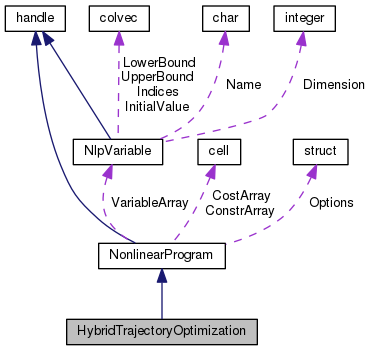 handle
colvec
char
integer
LowerBound
UpperBound
Indices
InitialValue
Name
Dimension
NlpVariable
cell
struct
VariableArray
CostArray
ConstrArray
Options
NonlinearProgram
HybridTrajectoryOptimization